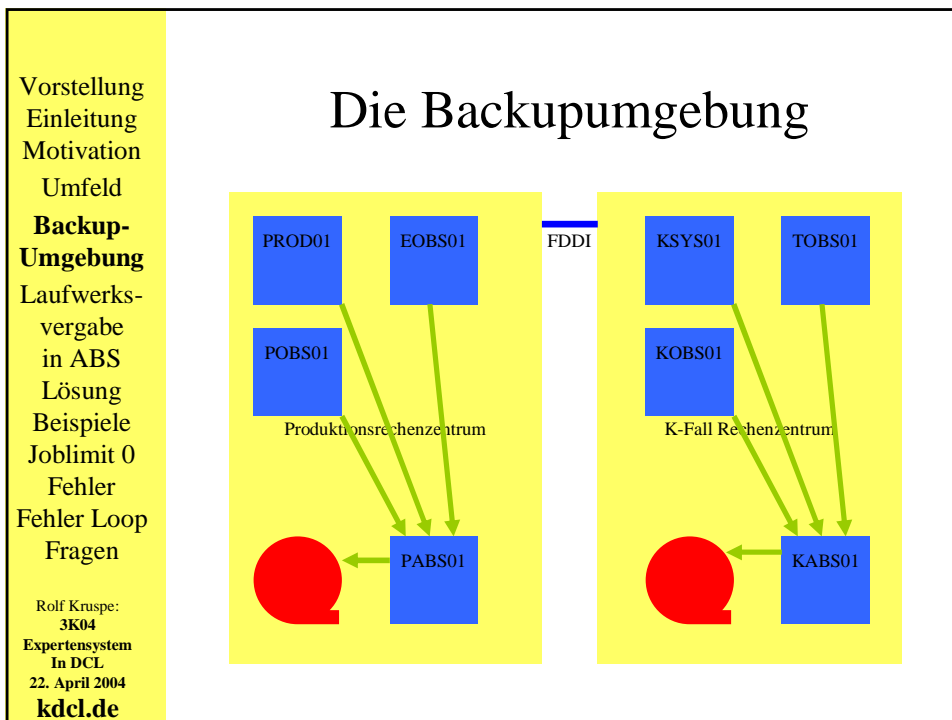 Vorstellung
Einleitung
Motivation
Umfeld
Backup-
Umgebung
Laufwerks-
vergabe
in ABS
Lösung
Beispiele
Joblimit 0
Fehler
Fehler Loop
Fragen
Rolf Kruspe:
3K04
Expertensystem
In DCL
22. April 2004
kdcl.de
Die Backupumgebung
PROD01
EOBS01
FDDI
KSYS01
TOBS01
POBS01
KOBS01
Produktionsrechenzentrum
K-Fall Rechenzentrum
PABS01
KABS01